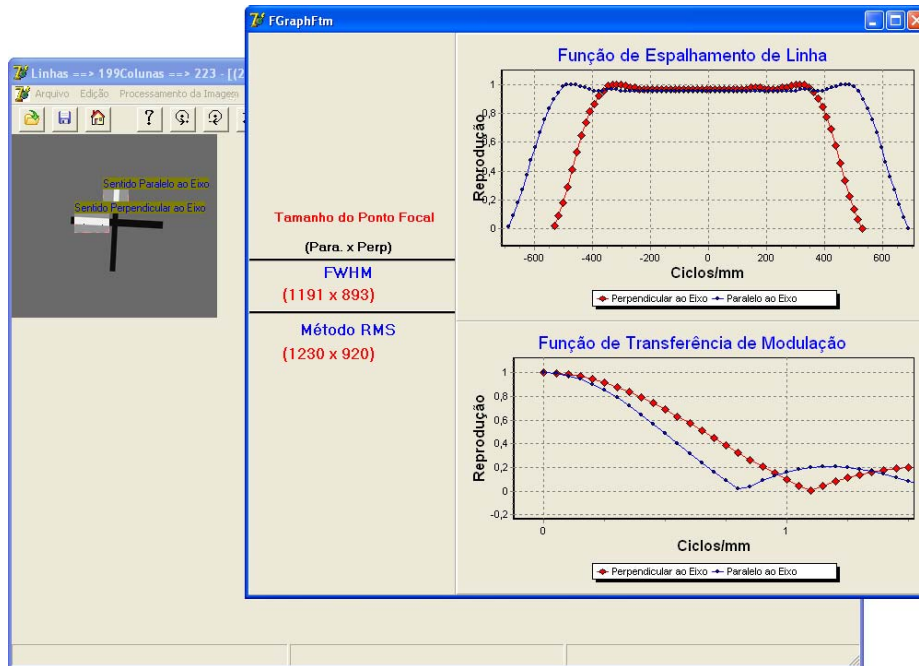 Linhas ==> 199Colunas ==> 223 - [(2
Arquivo Edição Processamento da Imagem
Sentido Paralelo ao Eixo
Sentido Perpendicular ao Eixo
FGraphFtm
Tamanho do Ponto Focal
(Para. x Perp)
FWHM
(1191 x 893)
Método RMS
(1230 x 920)
Função de Espalhamento de Linha
Reprodução
1
0,8
0,6
0,4
0,2
0
-600 -400 -200 0 200 400 600
Ciclos/mm
Perpendicular ao Eixo Paralelo ao Eixo
Função de Transferência de Modulação
Reprodução
1
0,8
0,6
0,4
0,2
0
-0,2
0 1
Ciclos/mm
Perpendicular ao Eixo Paralelo ao Eixo